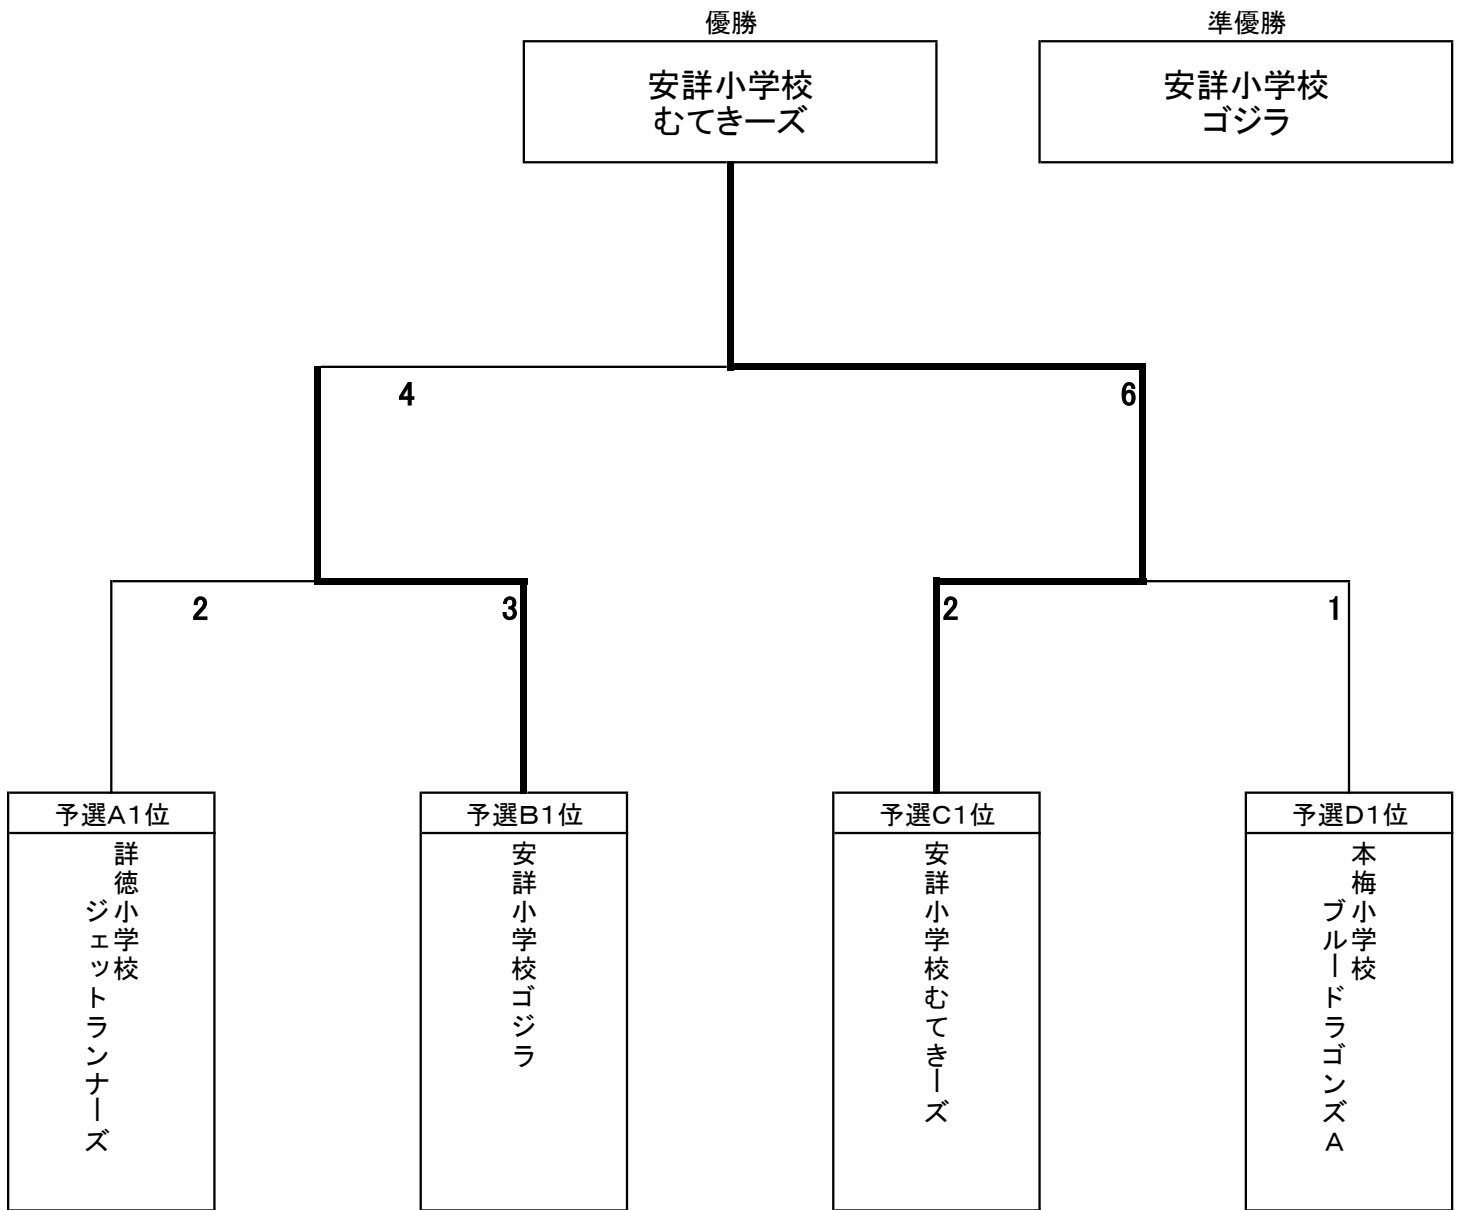 優勝
準優勝
安詳小学校
むてきーズ
安詳小学校
ゴジラ
4
6
2
3
2
1
予選A1位
予選B1位
予選C1位
予選D1位
詳徳小学校
ジェットランナーズ
安詳小学校ゴジラ
安詳小学校むてきーズ
本梅小学校
ブルードラゴンズA